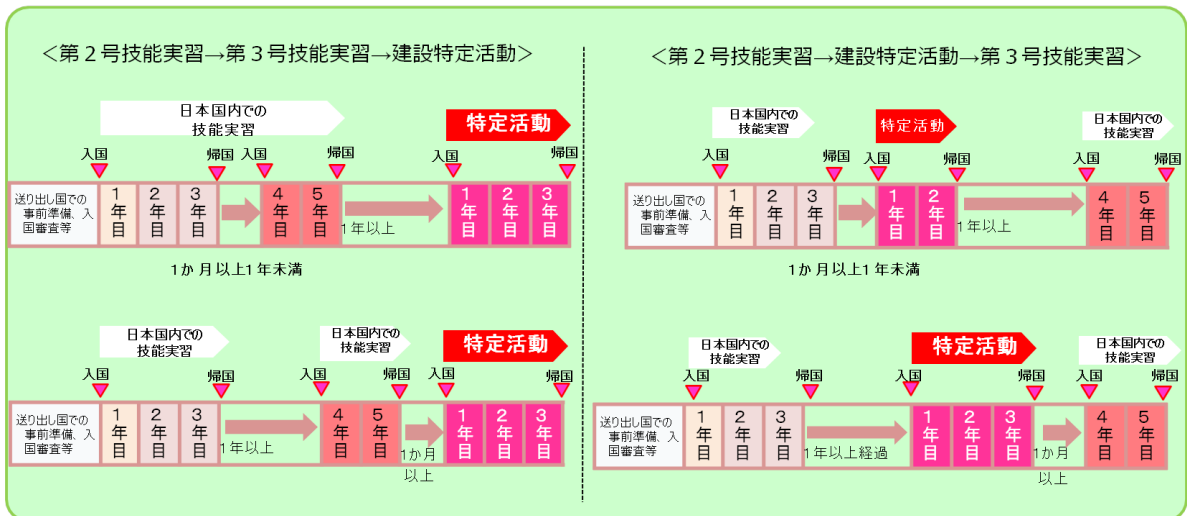 ＜第２号技能実習→第３号技能実習→建設特定活動＞
日本国内での
技能実習
特定活動
入国
帰国
入国
帰国
入国
帰国
送り出し国での
事前準備、入
国審査等
１年目
２年目
３年目
４年目
５年目
１年以上
１年目
２年目
３年目
１か月以上１年未満
日本国内での
技能実習
日本国内での
技能実習
特定活動
入国
帰国
入国
帰国
入国
帰国
送り出し国での
事前準備、入
国審査等
１年目
２年目
３年目
１年以上
４年目
５年目
１か月
以上
１年目
２年目
３年目
＜第２号技能実習→建設特定活動→第３号技能実習＞
日本国内での
技能実習
特定活動
日本国内での
技能実習
入国
帰国
入国
帰国
入国
帰国
送り出し国での
事前準備、入
国審査等
１年目
２年目
３年目
１年目
２年目
１年以上
４年目
５年目
１か月以上１年未満
日本国内での
技能実習
特定活動
日本国内での
技能実習
入国
帰国
入国
帰国
入国
帰国
送り出し国での
事前準備、入
国審査等
１年目
２年目
３年目
１年以上経過
１年目
２年目
３年目
１か月
以上
４年目
５年目